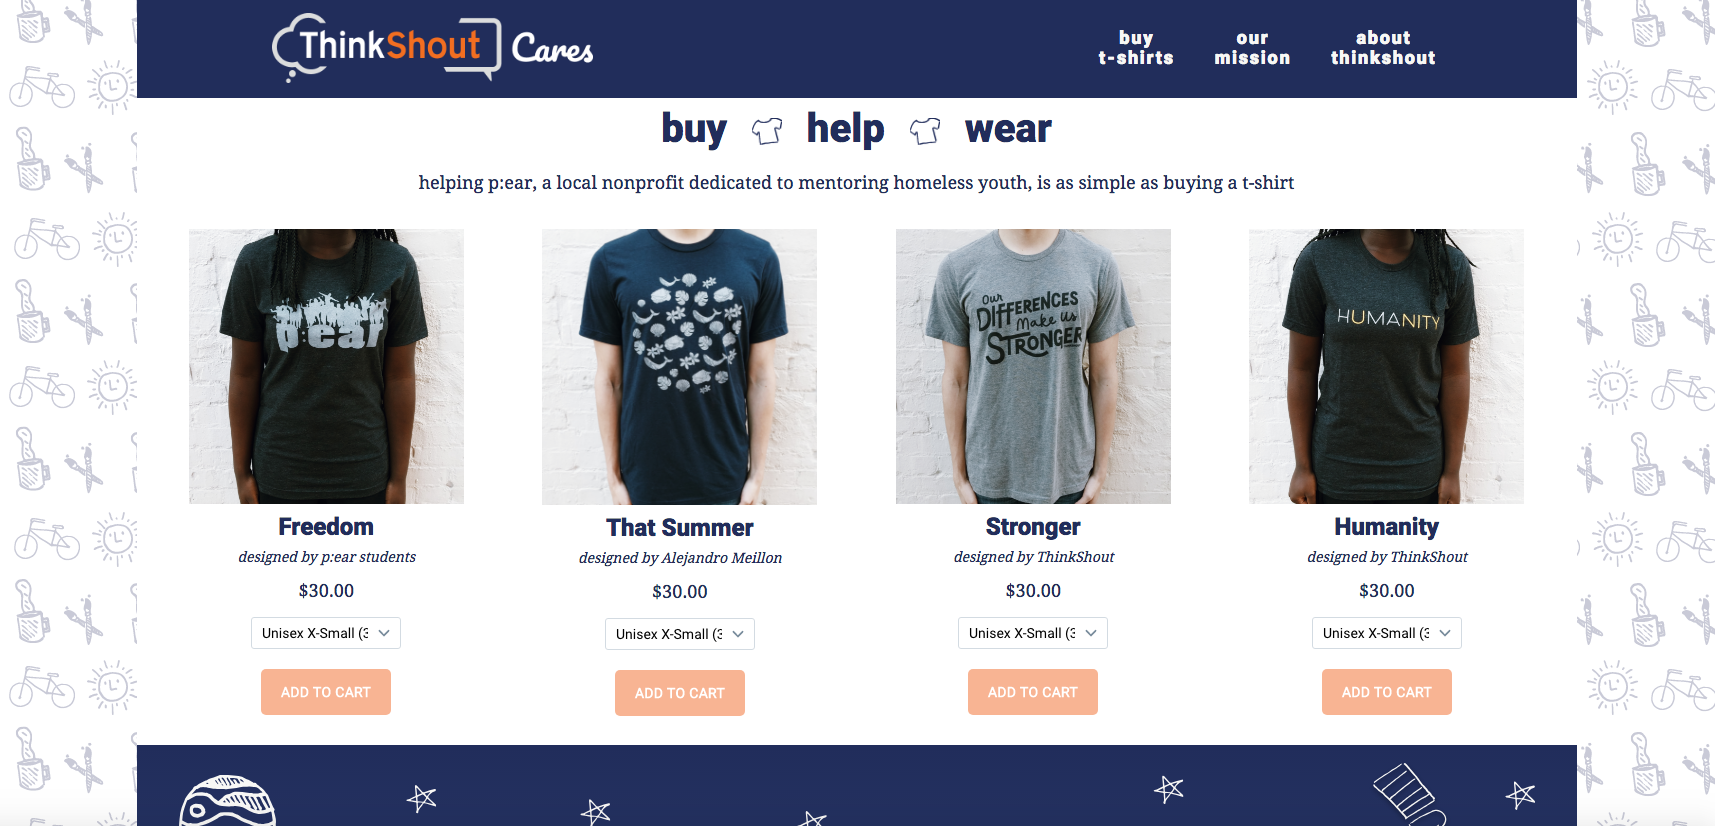 ThinkShout Cares
buy
t-shirts
our
mission
about
thinkshout
buy help wear
helping p:ear, a local nonprofit dedicated to mentoring homeless youth, is as simple as buying a t-shirt
p:ear
Our
DIFFERENCES
Make us
STRONGER
HUMANITY
Freedom
designed by p:ear students
$30.00
Unisex X-Small (3
ADD TO CART
That Summer
designed by Alejandro Meillon
$30.00
Unisex X-Small (3
ADD TO CART
Stronger
designed by ThinkShout
$30.00
Unisex X-Small (3
ADD TO CART
Humanity
designed by ThinkShout
$30.00
Unisex X-Small (3
ADD TO CART